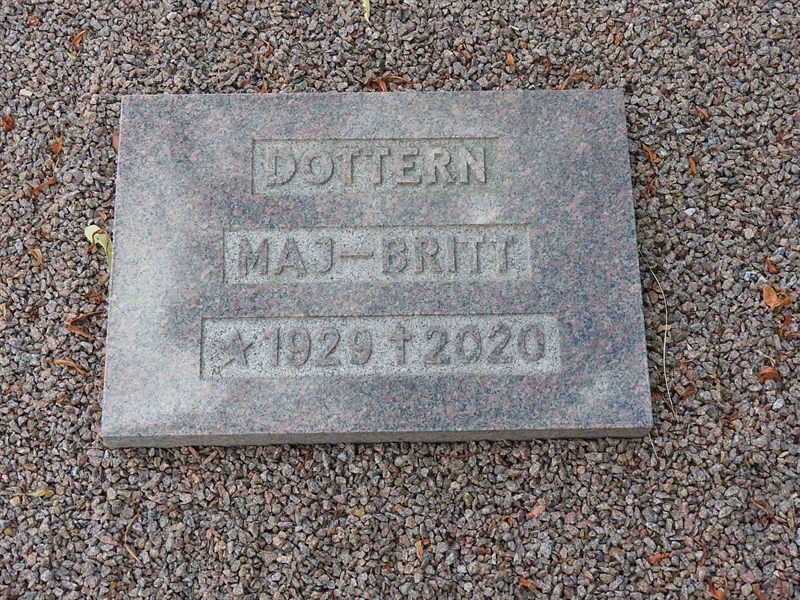 DOTTERN
MAJ-BRITT
☆ 1929 ✝ 2020